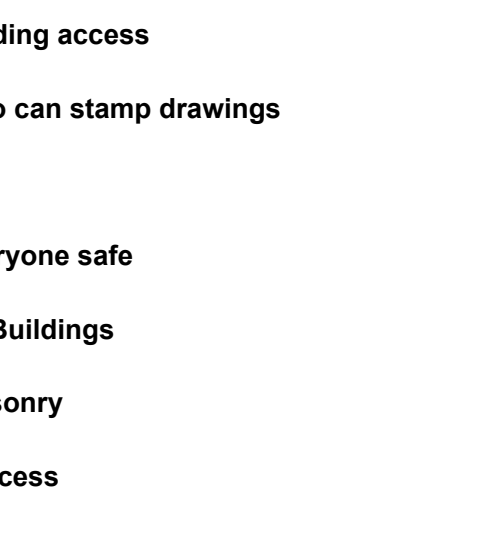 ding access
o can stamp drawings
ryone safe
Buildings
sonry
cess